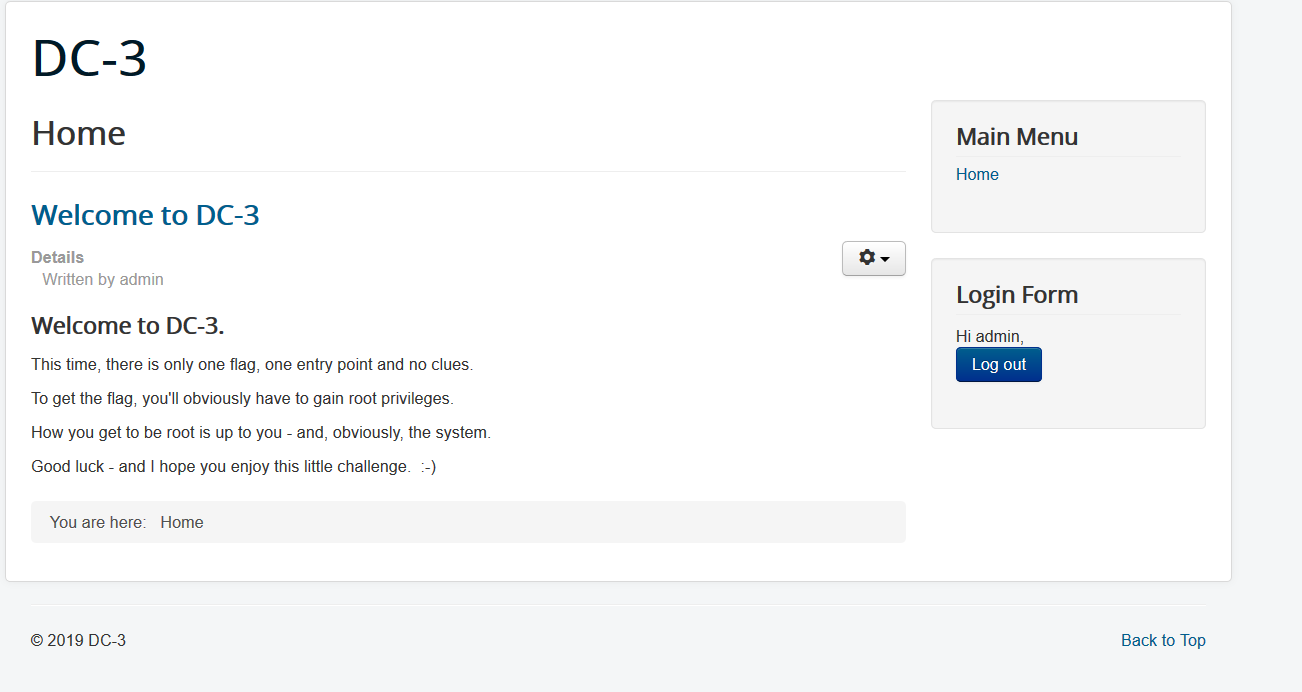 DC-3
Home
Welcome to DC-3
Details
Written by admin
Welcome to DC-3.
This time, there is only one flag, one entry point and no clues.
To get the flag, you'll obviously have to gain root privileges.
How you get to be root is up to you - and, obviously, the system.
Good luck - and I hope you enjoy this little challenge.  :-)
You are here:   Home
Main Menu
Home
Login Form
Hi admin,
Log out
© 2019 DC-3
Back to Top